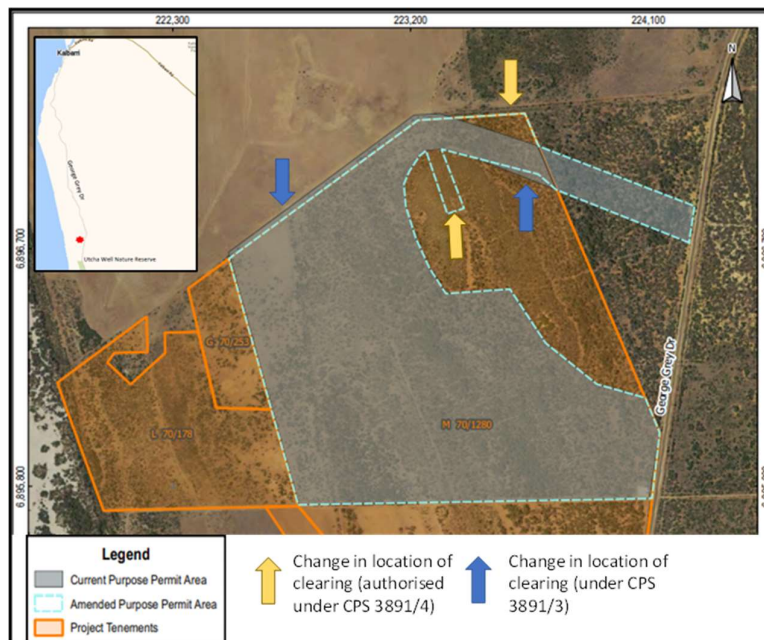 222,300
223,200
224,100
Kalbarri
George Grey Dr
Utcha Well Nature Reserve
N
6,896,700
G 70/253
L 70/178
M 70/1280
George Grey Dr
6,895,800
Legend
Current Purpose Permit Area
Amended Purpose Permit Area
Project Tenements
Change in location of
clearing (authorised
under CPS 3891/4)
Change in location of
clearing (under CPS
3891/3)